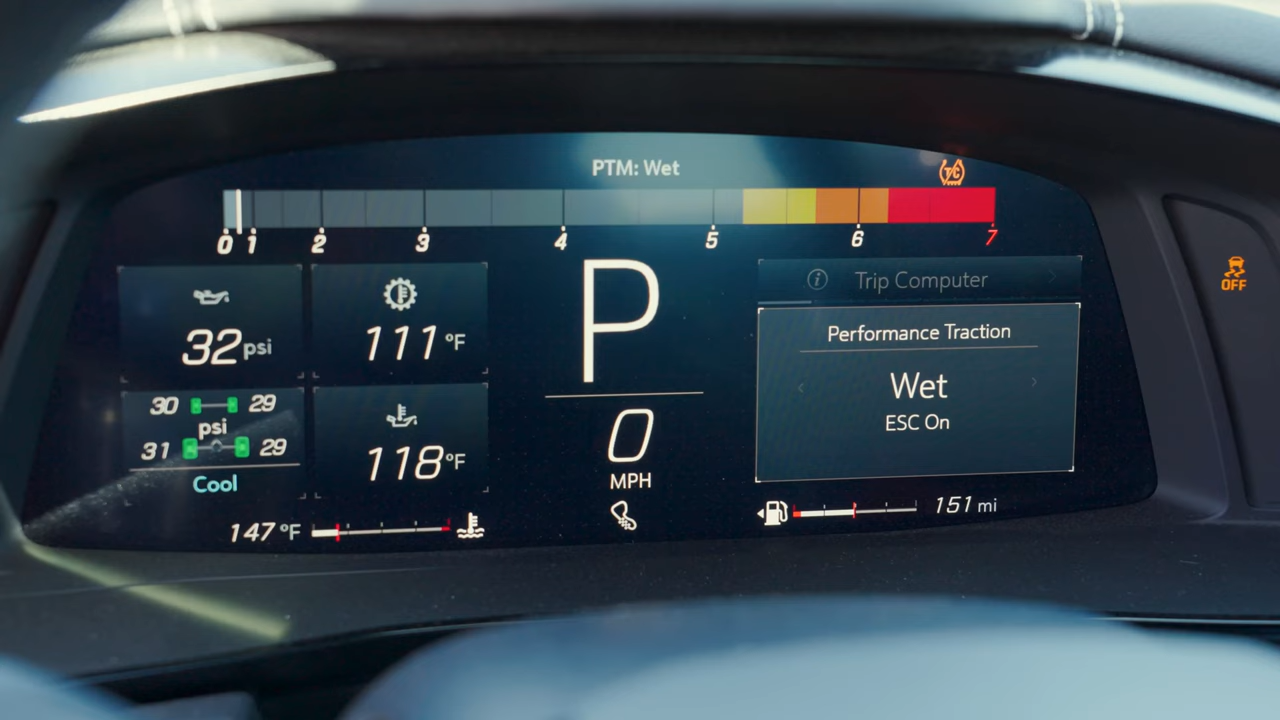 PTM: Wet
T/C
0 1 2 3 4 5 6 7
OFF
Trip Computer
32 psi
111 °F
P
Performance Traction
Wet
ESC On
30 29
psi
31 29
Cool
118 °F
0
MPH
147 °F
151 mi